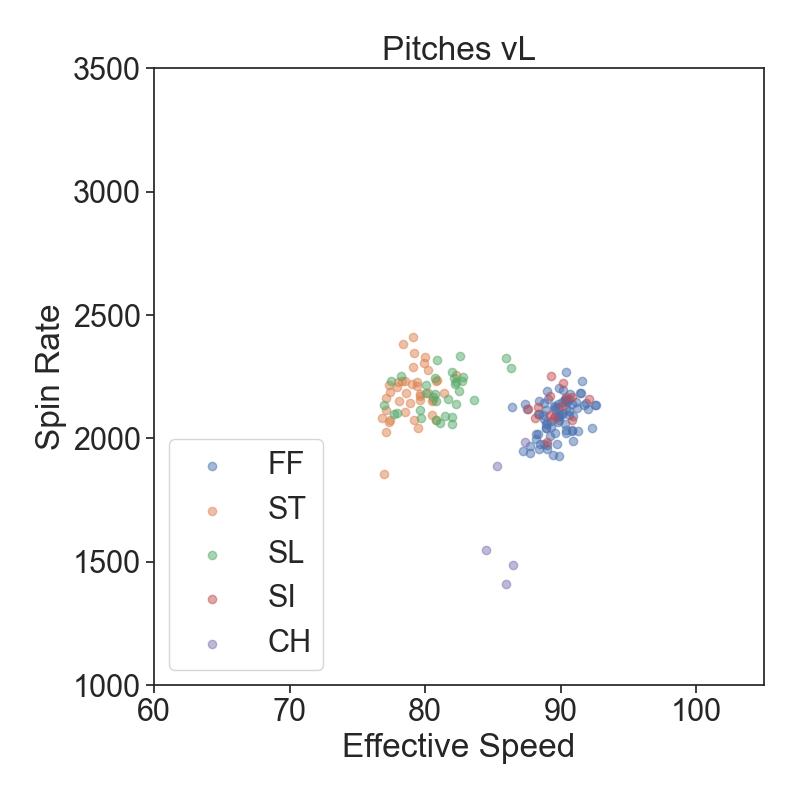 Pitches vL
3500
3000
2500
2000
1500
1000
Spin Rate
FF
ST
SL
SI
CH
60 70 80 90 100
Effective Speed